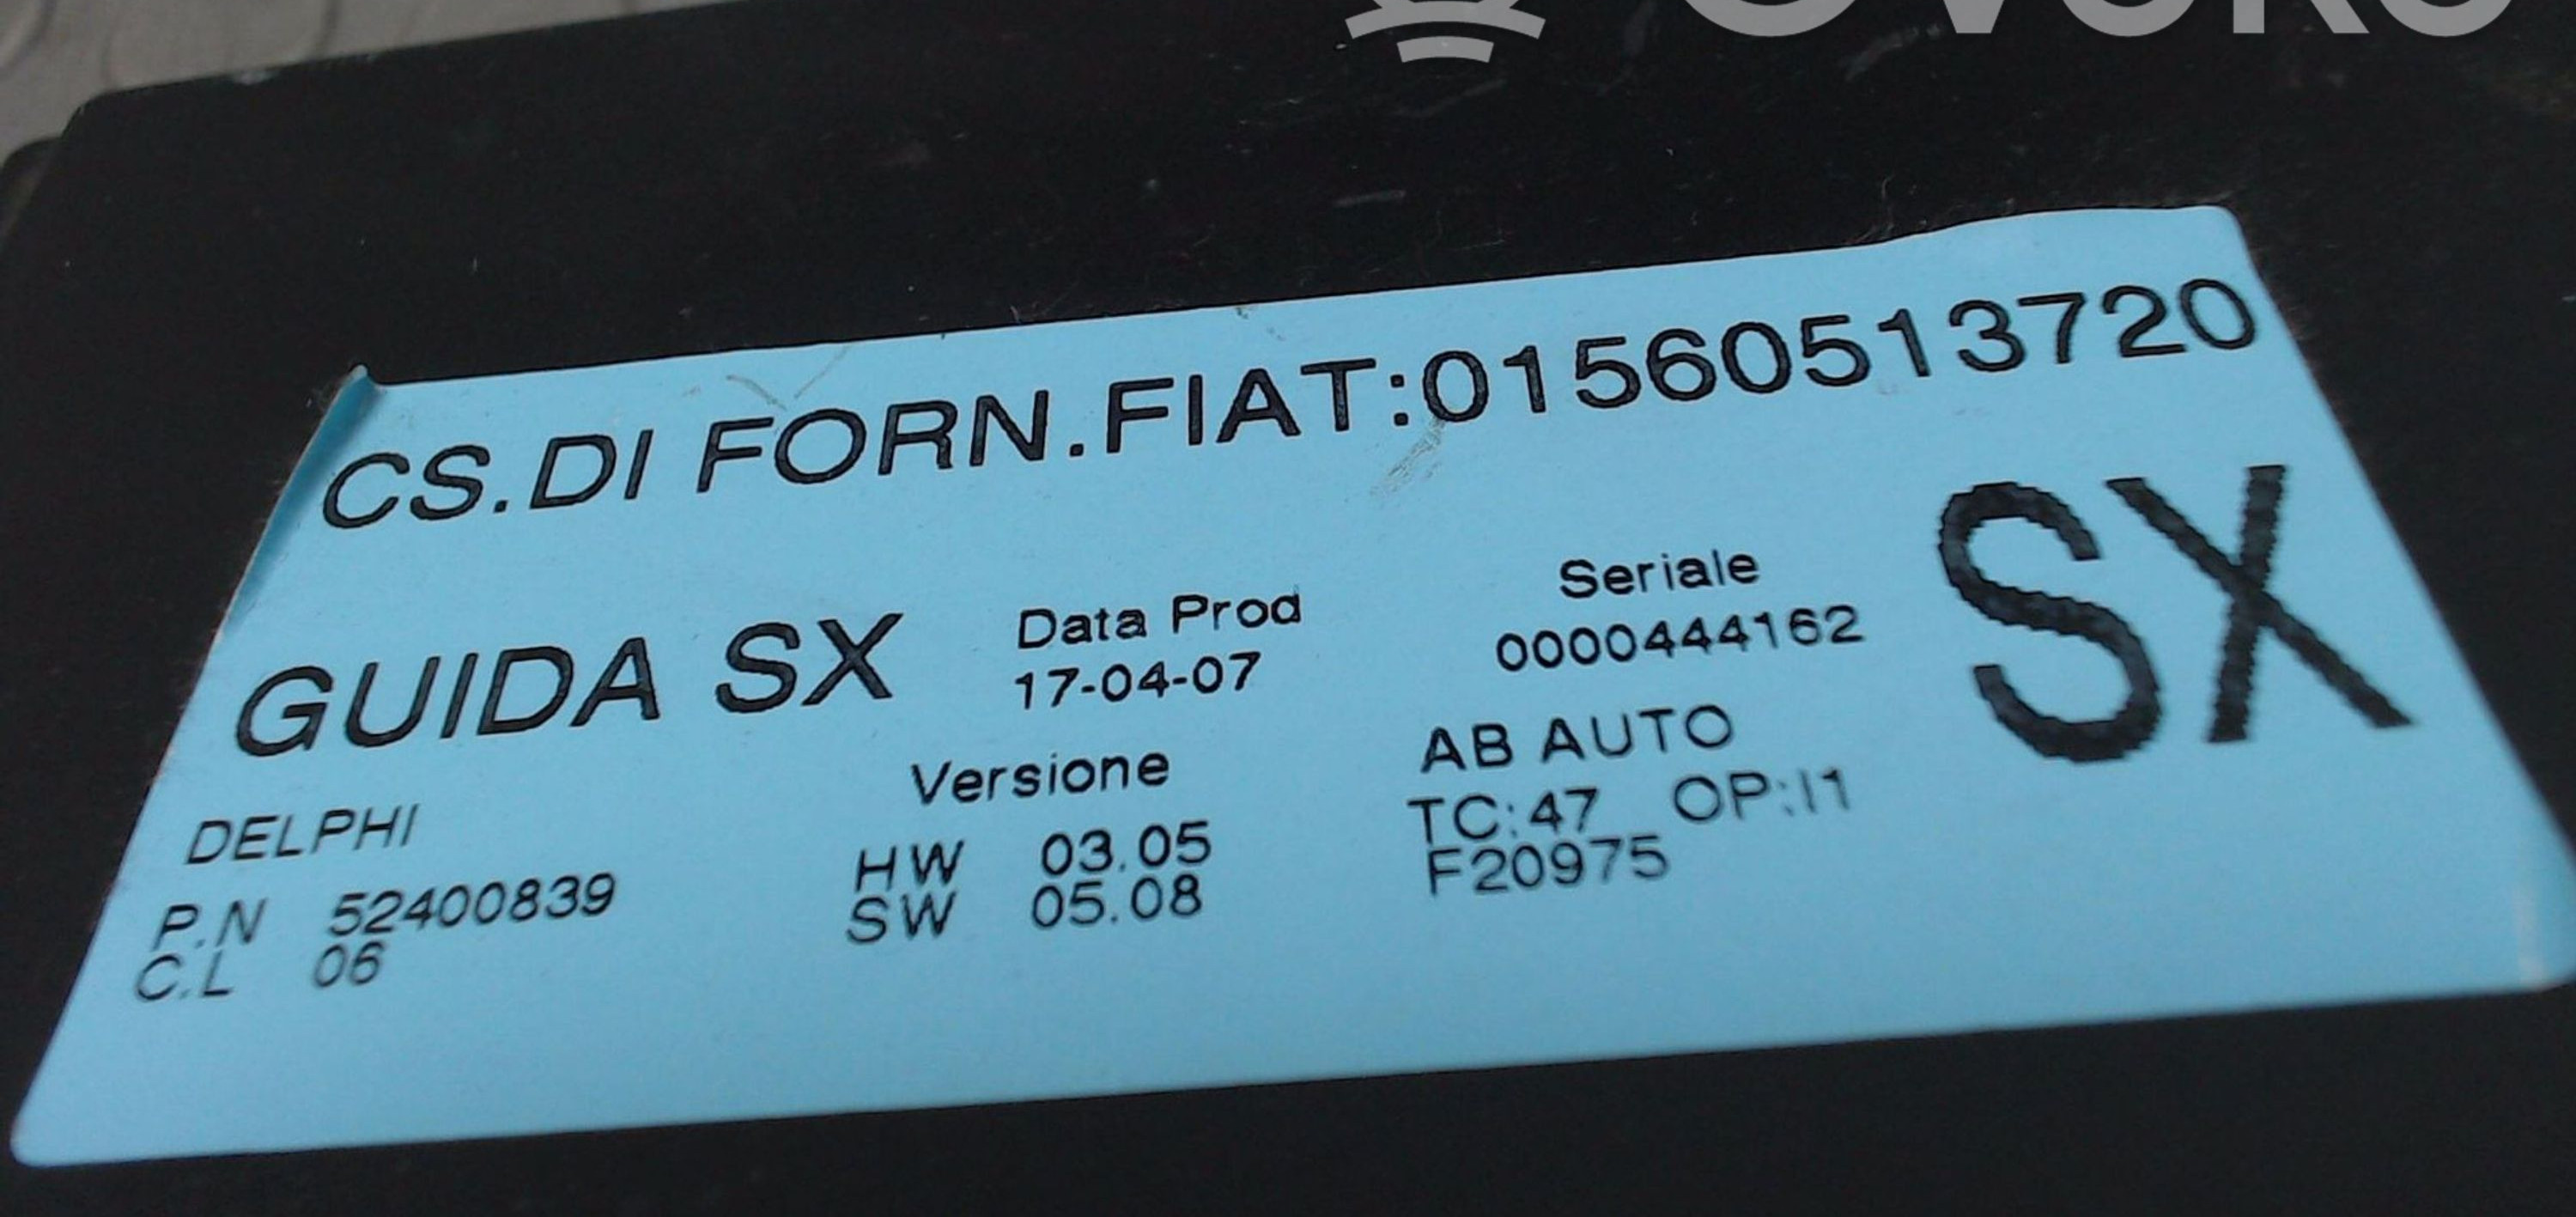 CS.DI FORN.FIAT:01560513720
GUIDA SX
Data Prod
17-04-07
Seriale
0000444162
SX
DELPHI
P.N 52400839
C.L 06
Versione
HW 03.05
SW 05.08
AB AUTO
TC:47 OP:I1
F20975